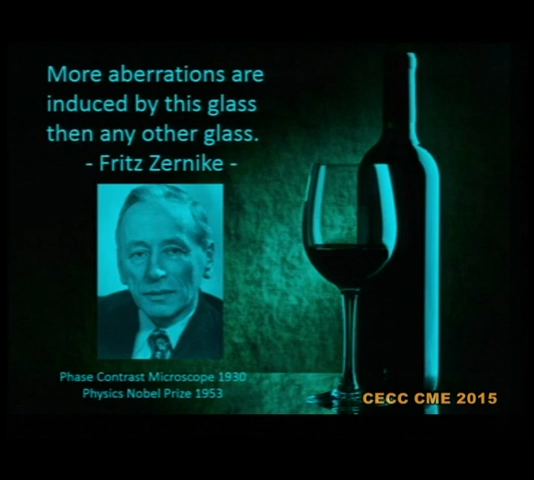 More aberrations are
induced by this glass
then any other glass.
- Fritz Zernike -
Phase Contrast Microscope 1930
Physics Nobel Prize 1953
CECC CME 2015